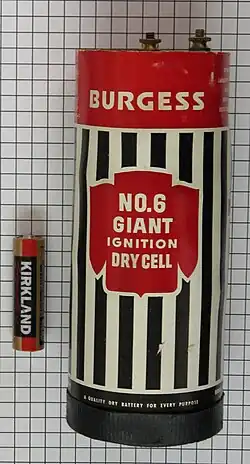 BURGESS
NO.6
GIANT
IGNITION
DRY CELL
KIRKLAND
A QUALITY DRY BATTERY FOR EVERY PURPOSE